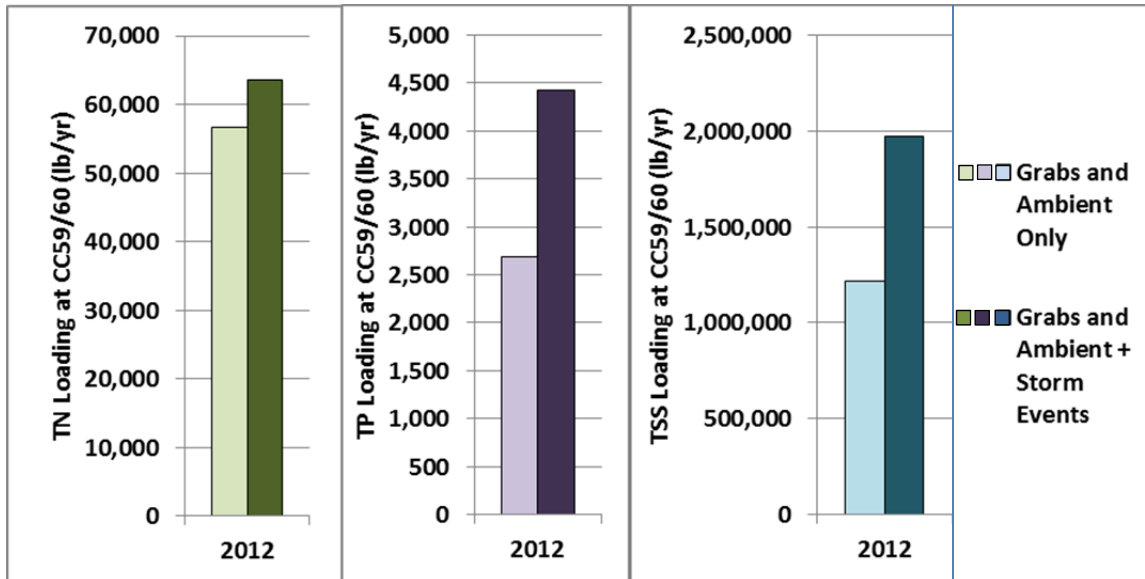 TN Loading at CC59/60 (lb/yr)
70,000
60,000
50,000
40,000
30,000
20,000
10,000
0
2012
TP Loading at CC59/60 (lb/yr)
5,000
4,500
4,000
3,500
3,000
2,500
2,000
1,500
1,000
500
0
2012
TSS Loading at CC59/60 (lb/yr)
2,500,000
2,000,000
1,500,000
1,000,000
500,000
0
2012
Grabs and
Ambient
Only
Grabs and
Ambient +
Storm
Events